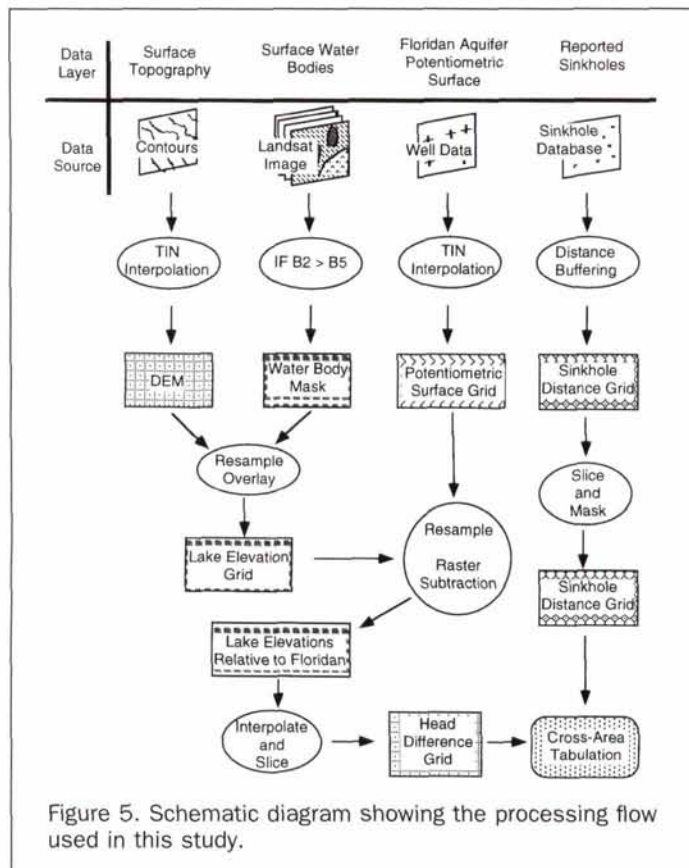 Data Layer
Surface Topography
Surface Water Bodies
Floridan Aquifer Potentiometric Surface
Reported Sinkholes
Data Source
Contours
Landsat Image
Well Data
Sinkhole Database
TIN Interpolation
IF B2 > B5
TIN Interpolation
Distance Buffering
DEM
Water Body Mask
Potentiometric Surface Grid
Sinkhole Distance Grid
Resample Overlay
Slice and Mask
Lake Elevation Grid
Resample Raster Subtraction
Sinkhole Distance Grid
Lake Elevations Relative to Floridan
Interpolate and Slice
Head Difference Grid
Cross-Area Tabulation
Figure 5. Schematic diagram showing the processing flow
used in this study.